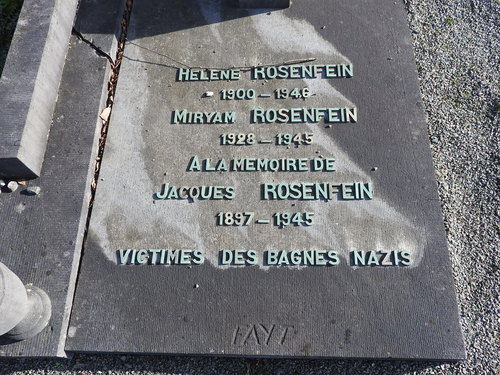 HELENE ROSENFEIN
1900 – 1946
MIRYAM ROSENFEIN
1928 – 1945
A LA MEMOIRE DE
JACQUES ROSENFEIN
1897 – 1945
VICTIMES DES BAGNES NAZIS
FAYT